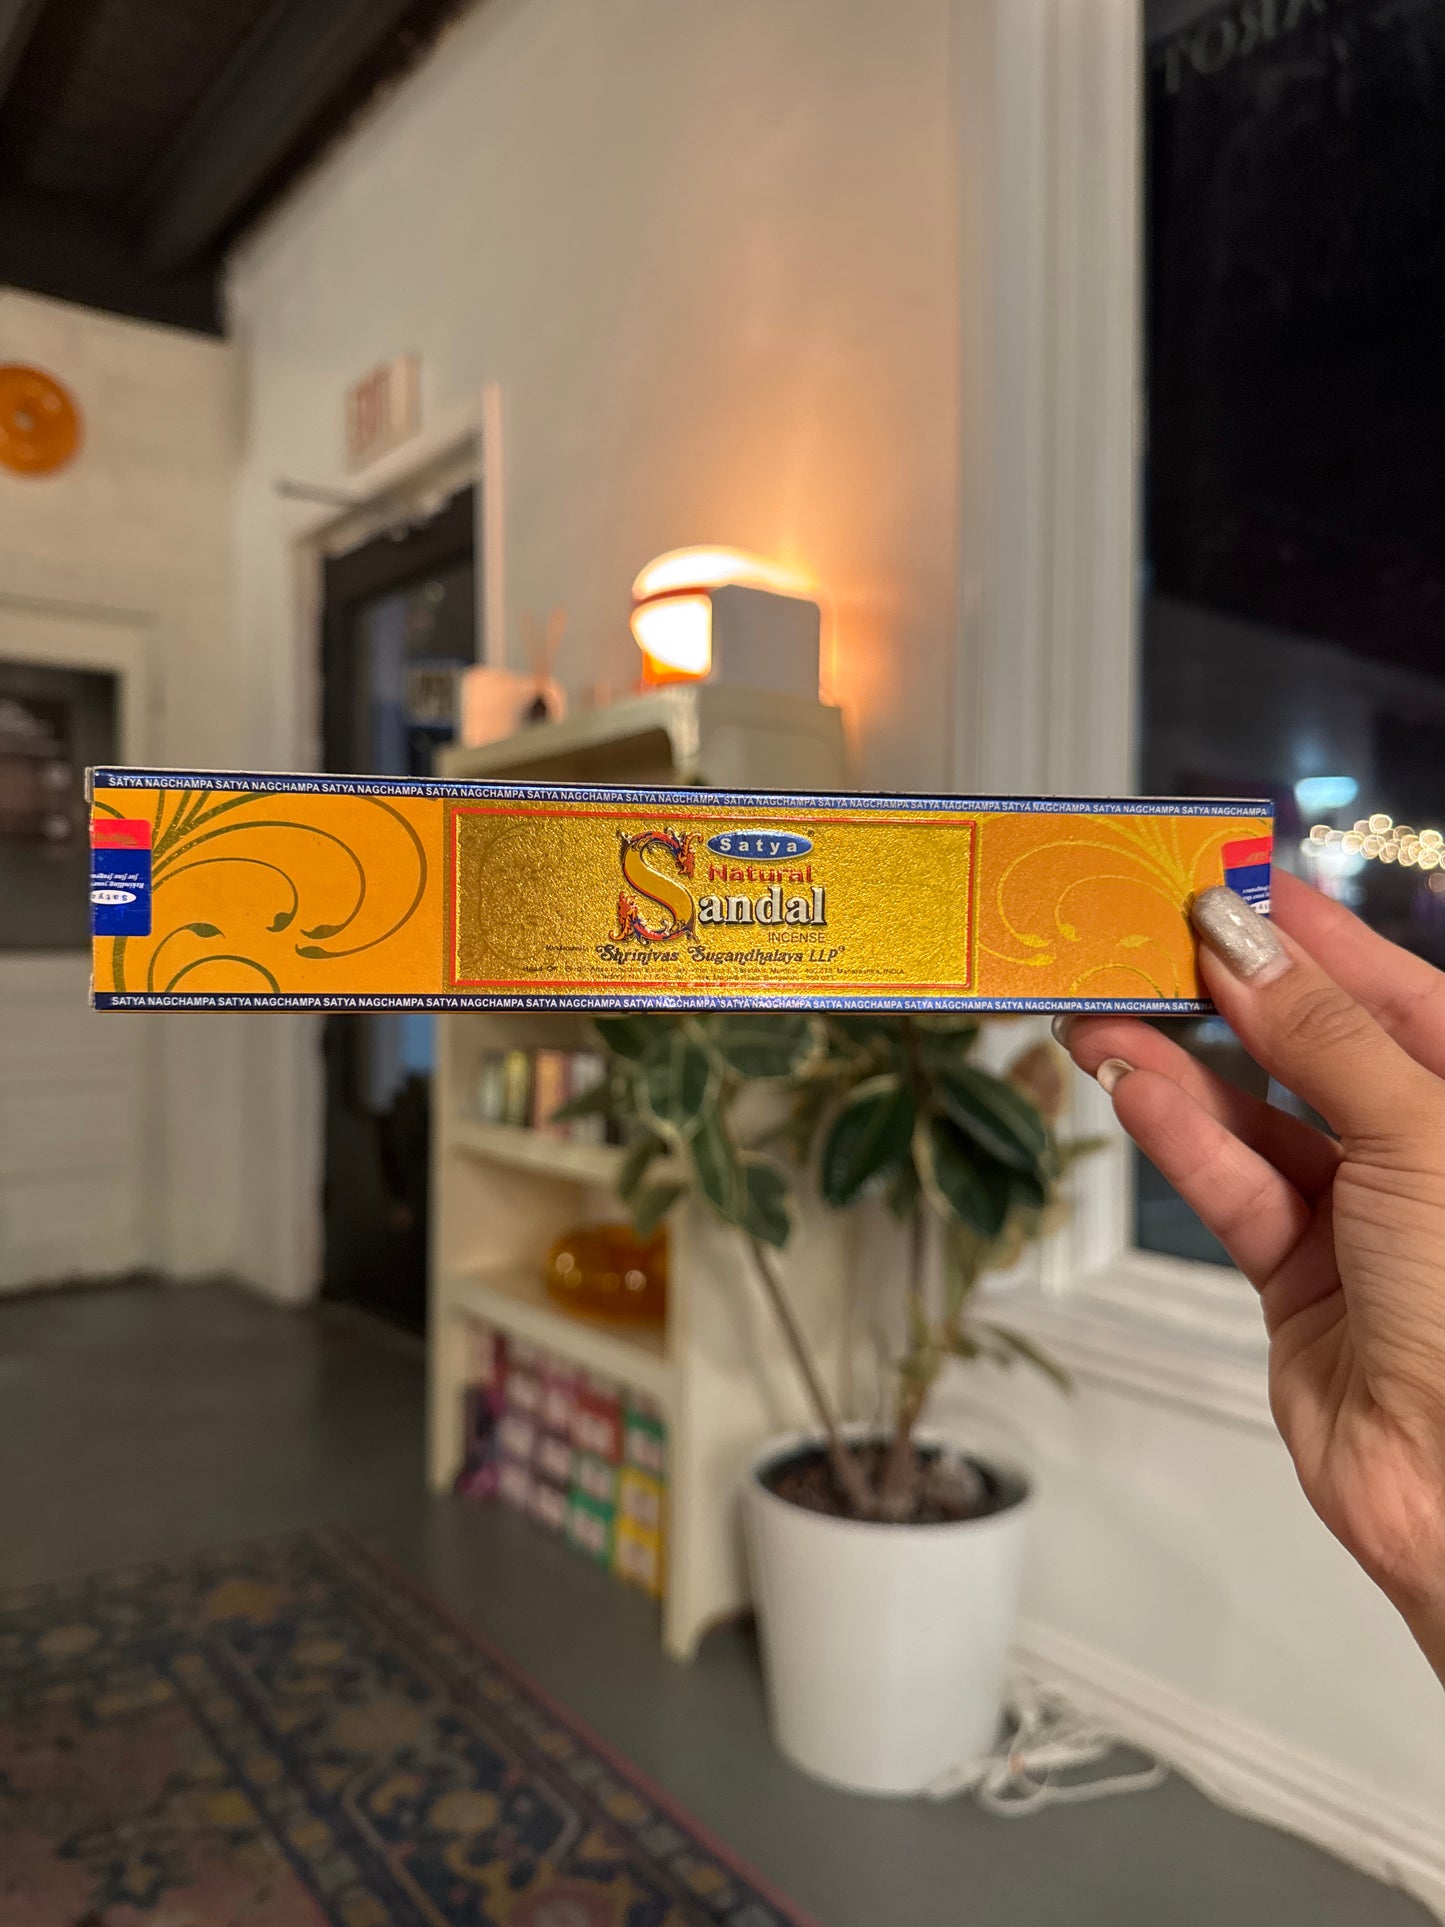 EXIT
SATYA NAGCHAMPA SATYA NAGCHAMPA SATYA NAGCHAMPA SATYA NAGCHAMPA SATYA NAGCHAMPA SATYA NAGCHAMPA SATYA NAGCHAMPA SATYA NAGCHAMPA SATYA NAGCHAMPA SATYA NAGCHAMPA SATYA NAGCHAMPA
Satya
Natural
Sandal
INCENSE
Shrinivas Sugandhalaya LLP
Satya
SATYA NAGCHAMPA SATYA NAGCHAMPA SATYA NAGCHAMPA SATYA NAGCHAMPA SATYA NAGCHAMPA SATYA NAGCHAMPA SATYA NAGCHAMPA SATYA NAGCHAMPA SATYA NAGCHAMPA SATYA NAGCHAMPA SATYA